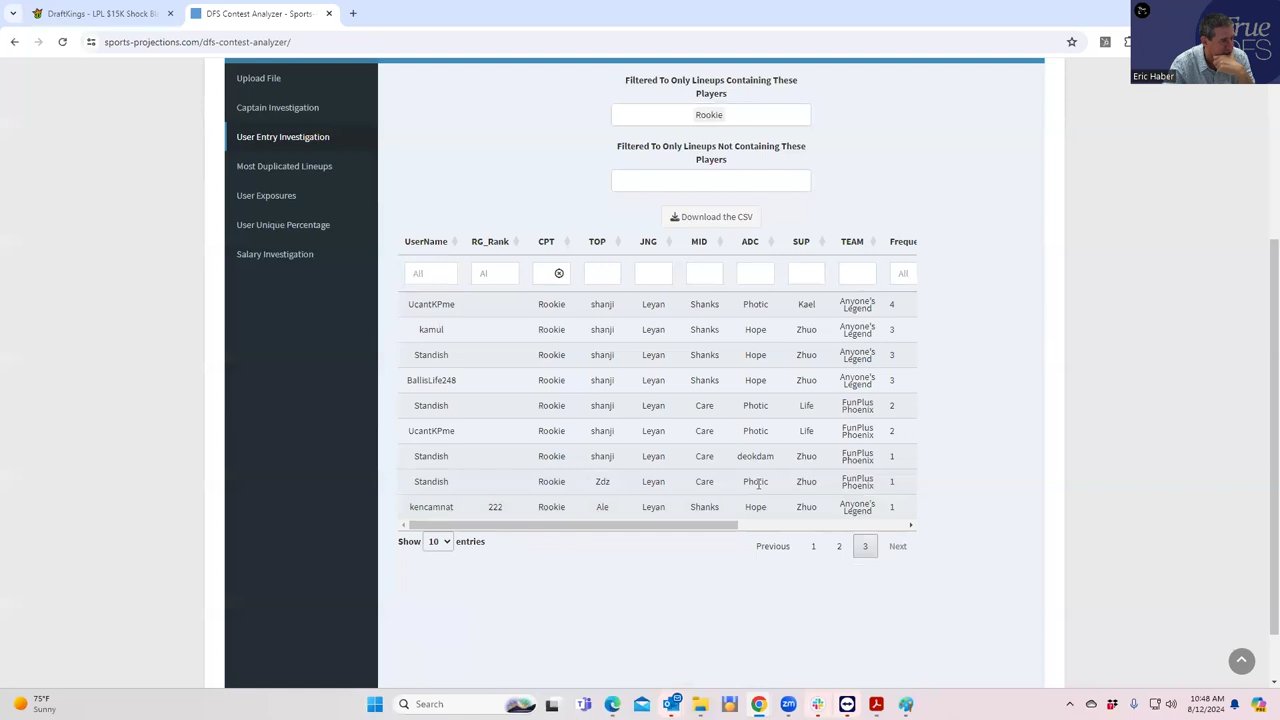 DraftKings - LPL $15K Shock Bl
DFS Contest Analyzer - Sports-
sports-projections.com/dfs-contest-analyzer/
True
DFS
Eric Haber
Upload File
Captain Investigation
User Entry Investigation
Most Duplicated Lineups
User Exposures
User Unique Percentage
Salary Investigation
Filtered To Only Lineups Containing These
Players
Rookie
Filtered To Only Lineups Not Containing These
Players
Download the CSV
UserName RG_Rank CPT TOP JNG MID ADC SUP TEAM Freque
All Al All
UcantKPme Rookie shanji Leyan Shanks Photic Kael Anyone's Legend 4
kamul Rookie shanji Leyan Shanks Hope Zhuo Anyone's Legend 3
Standish Rookie shanji Leyan Shanks Hope Zhuo Anyone's Legend 3
BallisLife248 Rookie shanji Leyan Shanks Hope Zhuo Anyone's Legend 3
Standish Rookie shanji Leyan Care Photic Life FunPlus Phoenix 2
UcantKPme Rookie shanji Leyan Care Photic Life FunPlus Phoenix 2
Standish Rookie shanji Leyan Care deokdam Zhuo FunPlus Phoenix 1
Standish Rookie Zdz Leyan Care Photic Zhuo FunPlus Phoenix 1
kencamnat 222 Rookie Ale Leyan Shanks Hope Zhuo Anyone's Legend 1
Show 10 entries
Previous 1 2 3 Next
75°F
Sunny
Search
10:48 AM
8/12/2024